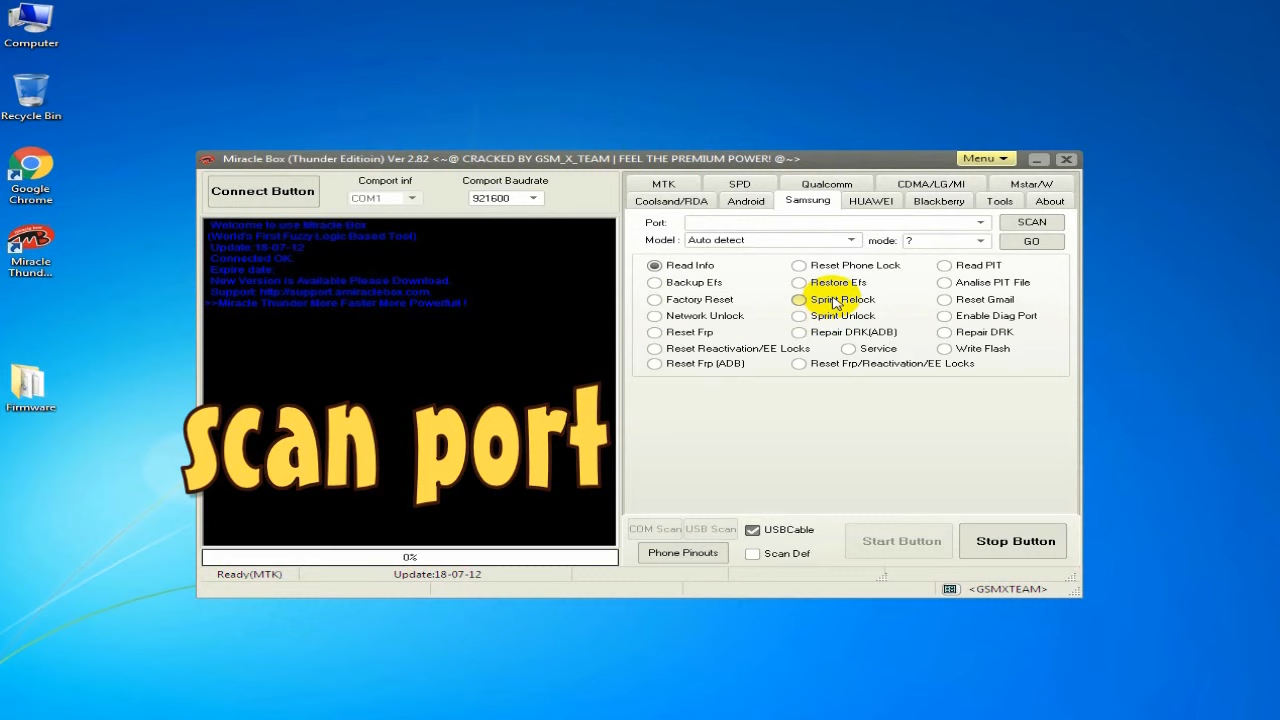 Computer
Recycle Bin
Google
Chrome
Miracle
Thund...
Firmware
Miracle Box (Thunder Editioin) Ver 2.82 <~@ CRACKED BY GSM_X_TEAM | FEEL THE PREMIUM POWER! @~>
Menu
Connect Button
Comport inf
COM1
Comport Baudrate
921600
Welcome to use Miracle Box
(World's First Fuzzy Logic Based Tool)
Update:18-07-12
Connected OK.
Expire date:
New Version is Available Please Download.
Support: http://support.amiraclebox.com.
>>Miracle Thunder More Faster More Powerfull !
scan port
0%
Ready(MTK)
Update:18-07-12
MTK
SPD
Qualcomm
CDMA/LG/MI
Mstar/W
Coolsand/RDA
Android
Samsung
HUAWEI
Blackberry
Tools
About
Port:
SCAN
Model :
Auto detect
mode:
?
GO
Read Info
Reset Phone Lock
Read PIT
Backup Efs
Restore Efs
Analise PIT File
Factory Reset
Sprint Relock
Reset Gmail
Network Unlock
Sprint Unlock
Enable Diag Port
Reset Frp
Repair DRK(ADB)
Repair DRK
Reset Reactivation/EE Locks
Service
Write Flash
Reset Frp (ADB)
Reset Frp/Reactivation/EE Locks
COM Scan
USB Scan
USBCable
Start Button
Stop Button
Phone Pinouts
Scan Def
<GSMXTEAM>